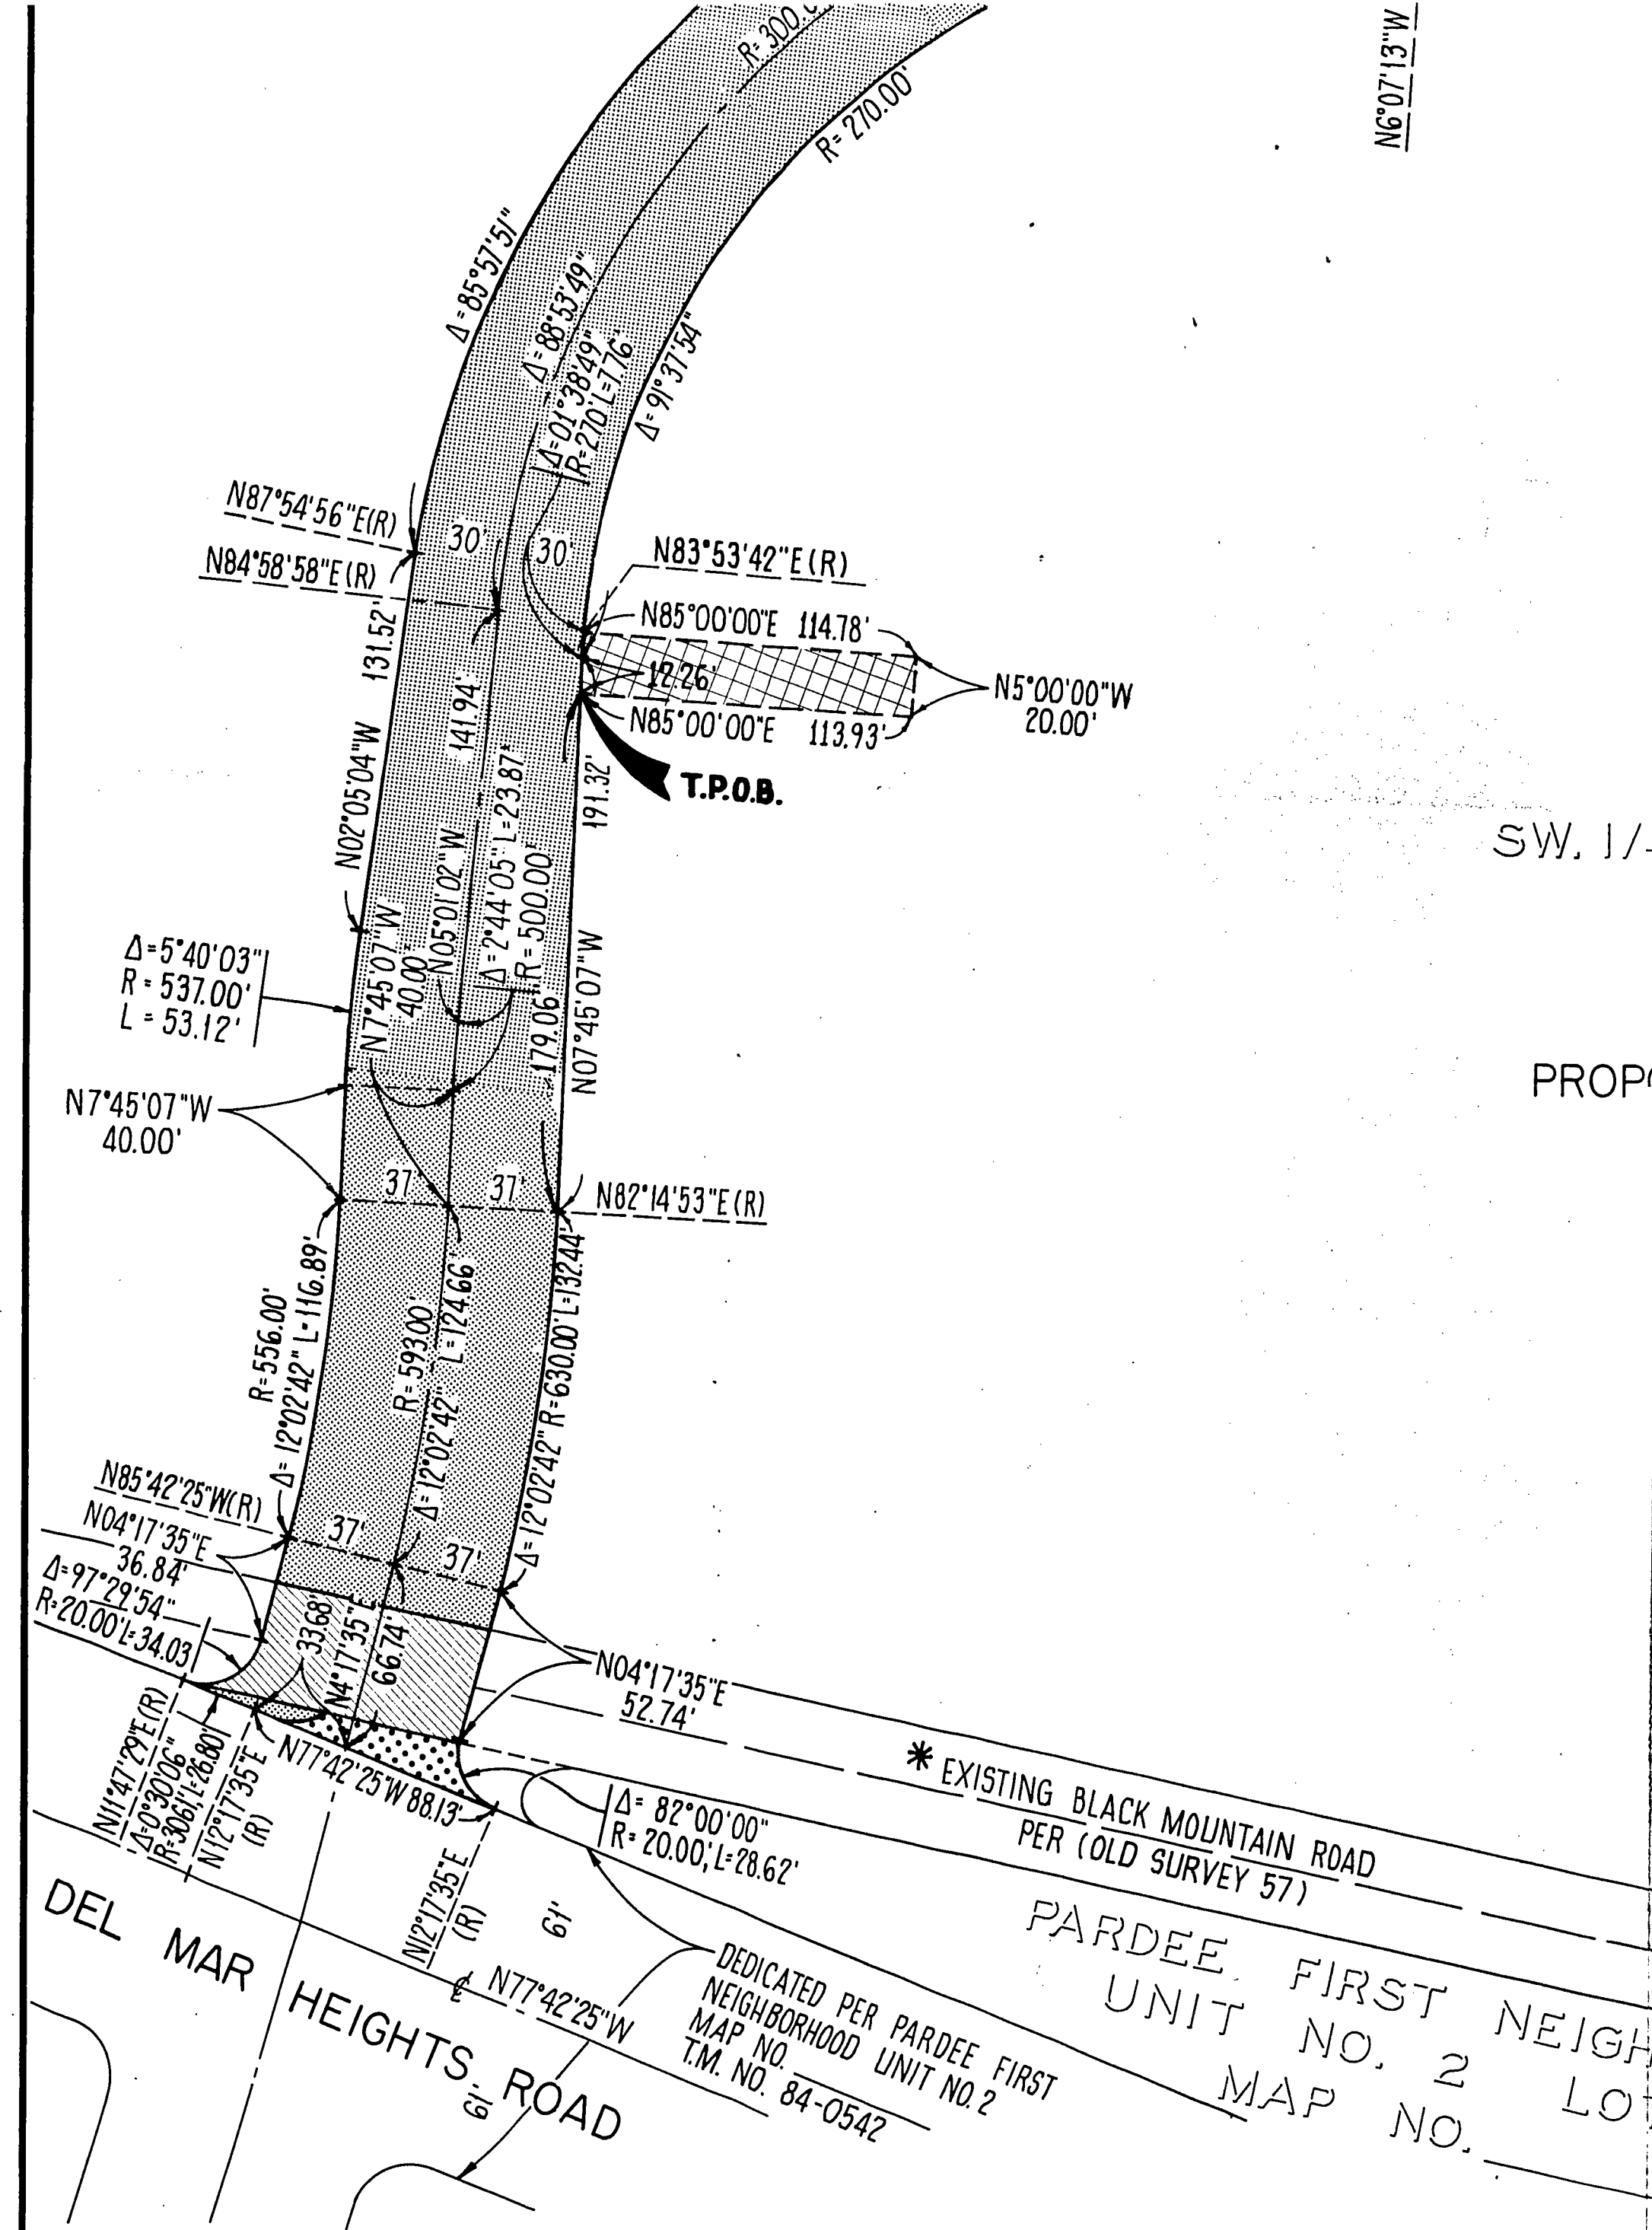 N6°07'13"W
R=300.
R=270.00'
Δ=85°57'51"
Δ=88°53'49"
Δ=01°38'49"
R=270' L=7.76'
Δ=91°37'54"
N87°54'56"E(R)
30'
30'
N84°58'58"E(R)
N83°53'42"E(R)
N85°00'00"E 114.78'
12.26'
N85°00'00"E 113.93'
N5°00'00"W
20.00'
T.P.O.B.
131.52'
141.94'
191.32'
N02°05'04"W
N05°01'02"W
Δ=2°44'05" L=23.87'
R=500.00'
SW. 1/
Δ=5°40'03"
R=537.00'
L=53.12'
N7°45'07"W
40.00'
179.06'
N07°45'07"W
PROP
N7°45'07"W
40.00'
37'
37'
N82°14'53"E(R)
R=556.00'
Δ=12°02'42" L=116.89'
R=593.00'
Δ=12°02'42" L=124.66'
Δ=12°02'42" R=630.00' L=132.44'
N85°42'25"W(R)
37'
37'
N04°17'35"E
36.84'
Δ=97°29'54"
R=20.00' L=34.03
33.68'
N4°17'35"E
66.74'
N04°17'35"E
52.74'
N11°47'29"E(R)
Δ=0°30'06"
R=3061', L=26.80'
N12°17'35"E
(R)
N77°42'25"W 88.13'
Δ= 82°00'00"
R=20.00', L=28.62'
* EXISTING BLACK MOUNTAIN ROAD
PER (OLD SURVEY 57)
N12°17'35"E
(R)
61'
DEL MAR HEIGHTS ROAD
℄ N77°42'25"W
61'
DEDICATED PER PARDEE FIRST
NEIGHBORHOOD UNIT NO. 2
MAP NO.
T.M. NO. 84-0542
PARDEE FIRST NEIGH
UNIT NO. 2 LOT
MAP NO.